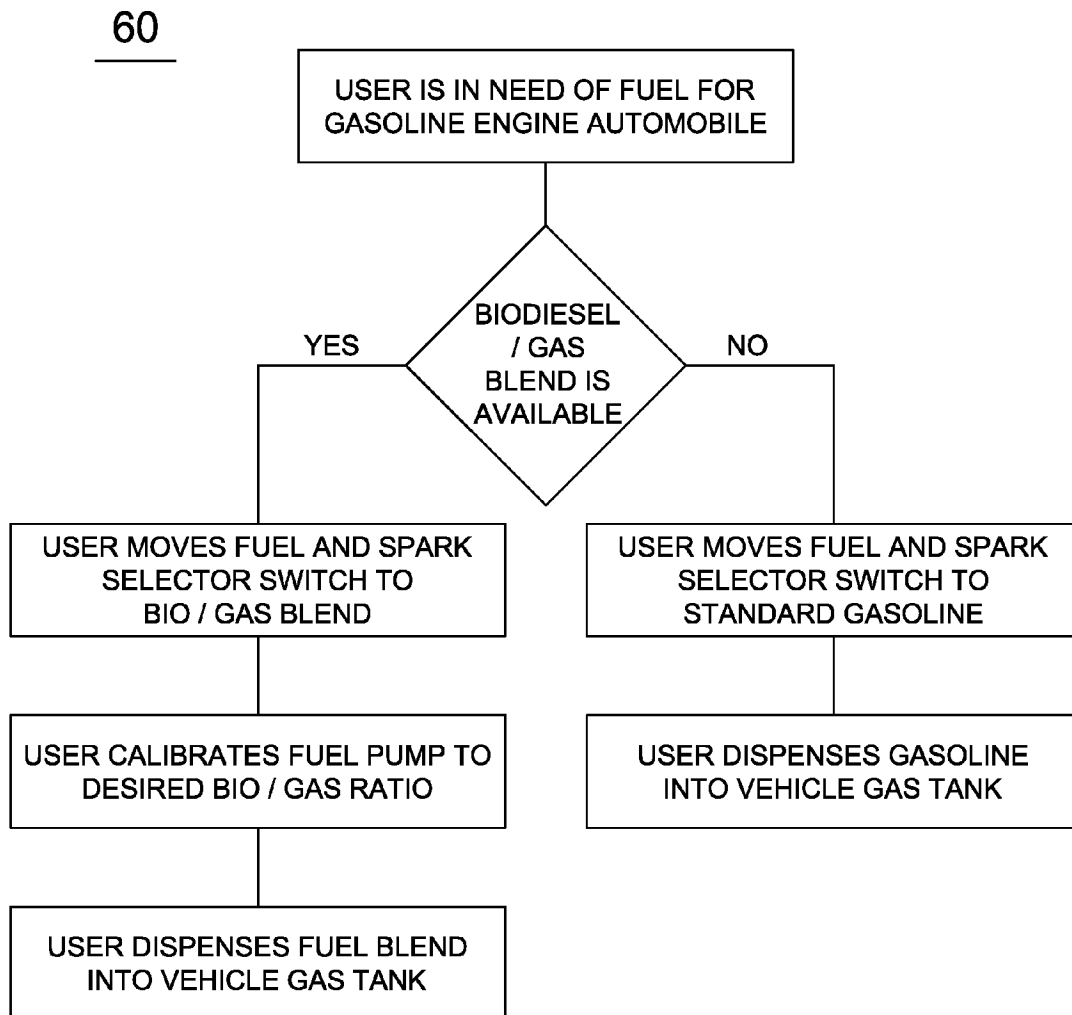 60
USER IS IN NEED OF FUEL FOR
GASOLINE ENGINE AUTOMOBILE
BIODIESEL
/ GAS
BLEND IS
AVAILABLE
YES
NO
USER MOVES FUEL AND SPARK
SELECTOR SWITCH TO
BIO / GAS BLEND
USER MOVES FUEL AND SPARK
SELECTOR SWITCH TO
STANDARD GASOLINE
USER CALIBRATES FUEL PUMP TO
DESIRED BIO / GAS RATIO
USER DISPENSES GASOLINE
INTO VEHICLE GAS TANK
USER DISPENSES FUEL BLEND
INTO VEHICLE GAS TANK